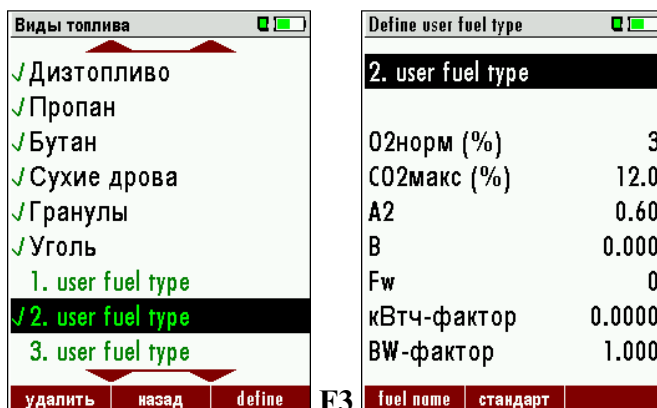 Виды топлива
✓Дизтопливо
✓Пропан
✓Бутан
✓Сухие дрова
✓Гранулы
✓Уголь
1. user fuel type
✓2. user fuel type
3. user fuel type
удалить назад define
F3
Define user fuel type
2. user fuel type
O2норм (%) 3
CO2макс (%) 12.0
A2 0.60
B 0.000
Fw 0
кВтч-фактор 0.0000
BW-фактор 1.000
fuel name стандарт